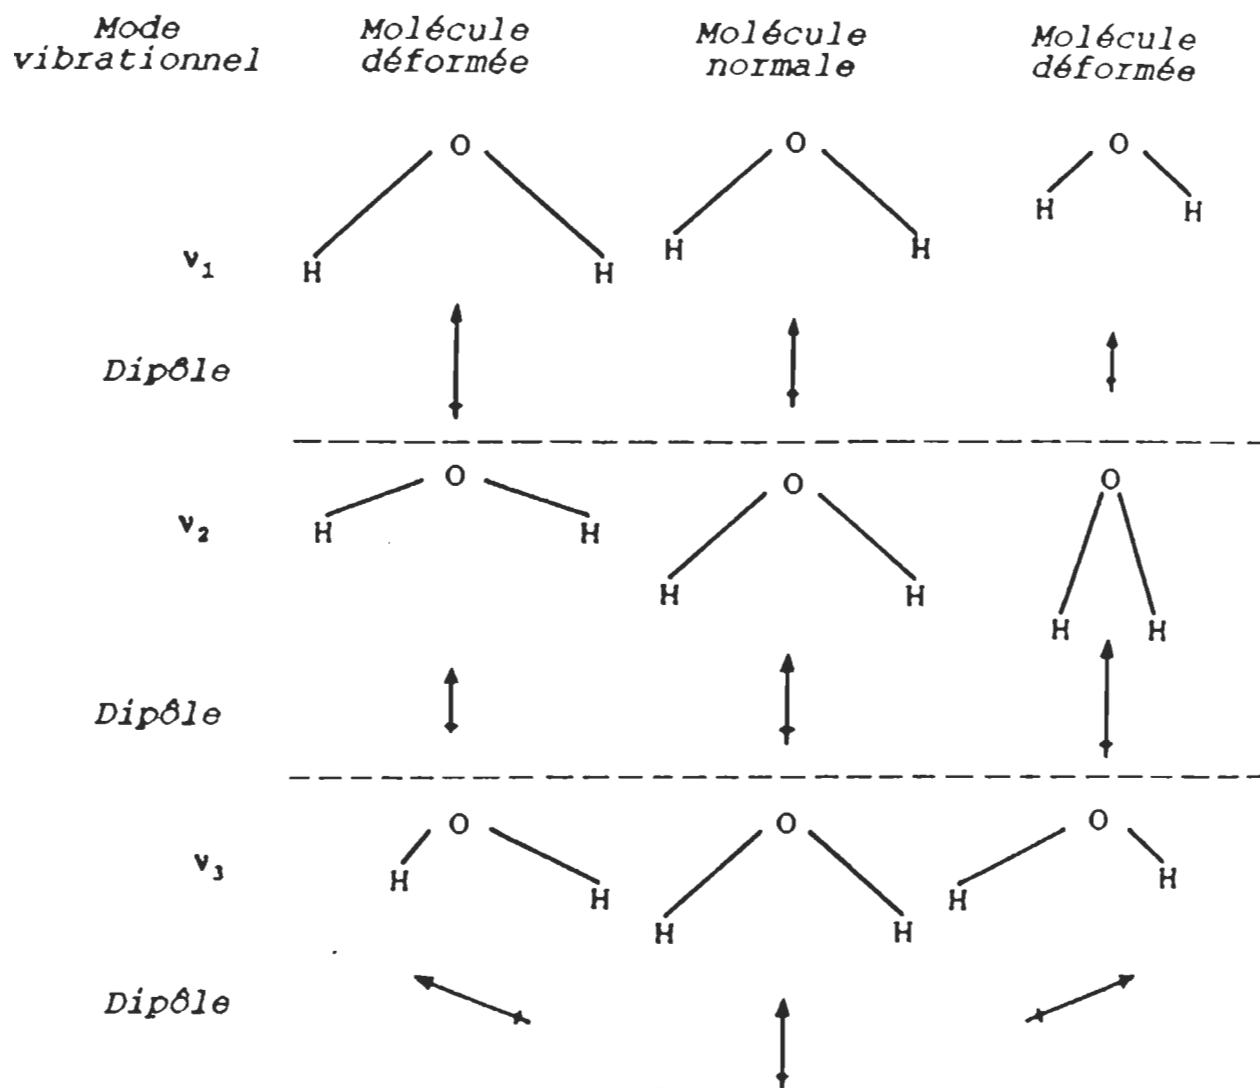 Mode
vibrationnel
Molécule
déformée
Molécule
normale
Molécule
déformée
O O O
H H H H H H
ν₁
Dipôle
O O O
H H H H H H
ν₂
Dipôle
O O O
H H H H H H
ν₃
Dipôle